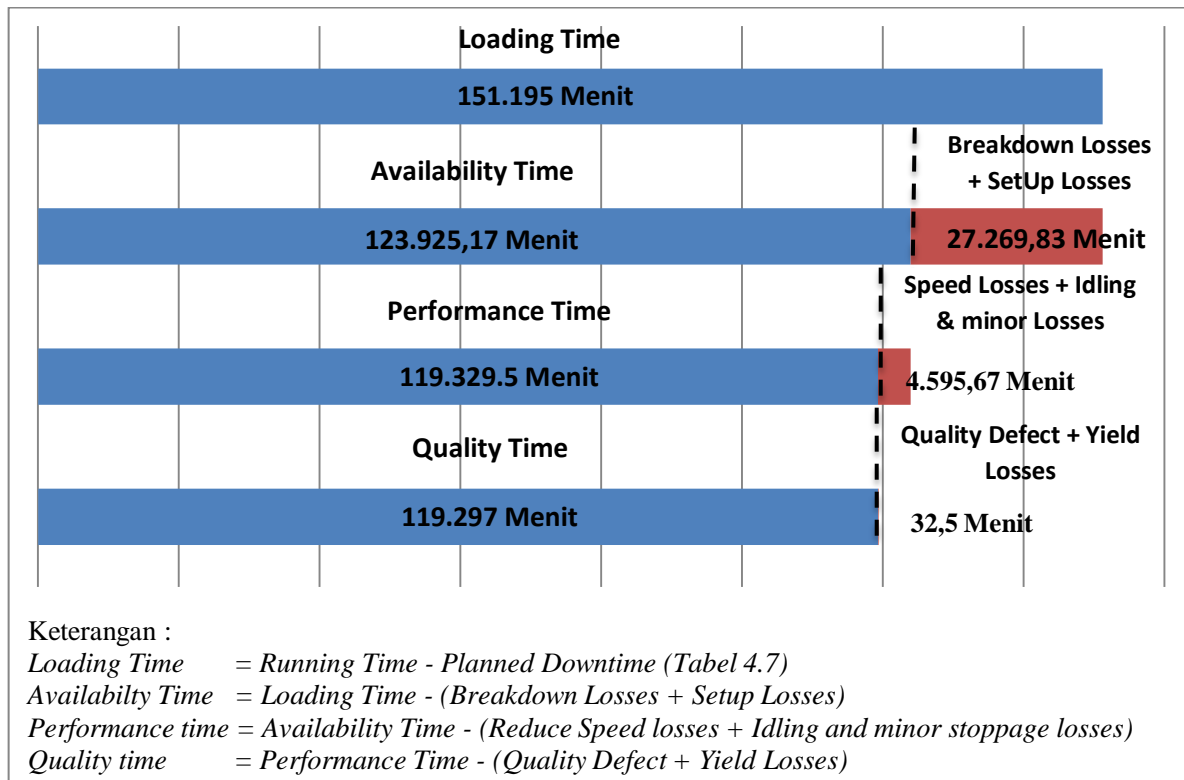 Loading Time
151.195 Menit
Breakdown Losses
+ SetUp Losses
Availability Time
123.925,17 Menit
27.269,83 Menit
Speed Losses + Idling
& minor Losses
Performance Time
119.329.5 Menit
4.595,67 Menit
Quality Defect + Yield
Losses
Quality Time
119.297 Menit
32,5 Menit
Keterangan :
Loading Time = Running Time - Planned Downtime (Tabel 4.7)
Availabilty Time = Loading Time - (Breakdown Losses + Setup Losses)
Performance time = Availability Time - (Reduce Speed losses + Idling and minor stoppage losses)
Quality time = Performance Time - (Quality Defect + Yield Losses)